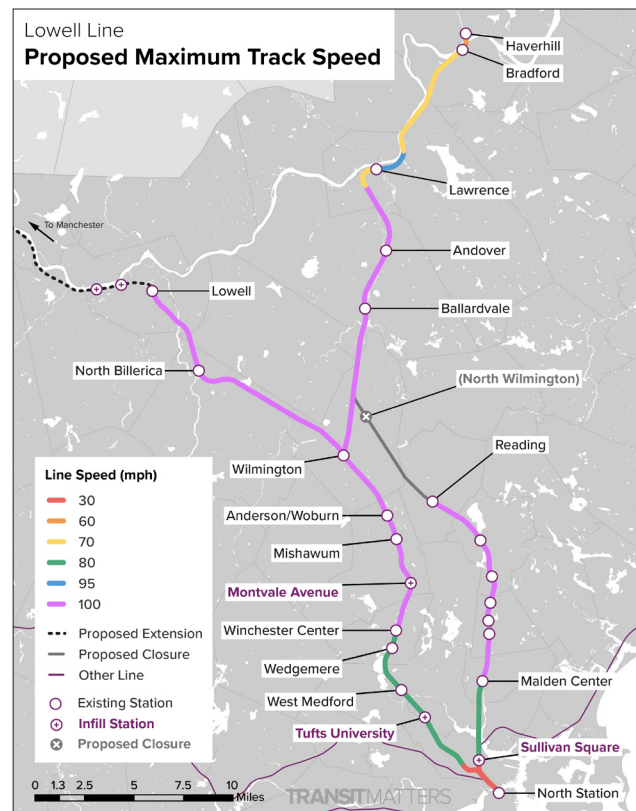 Lowell Line
Proposed Maximum Track Speed
Haverhill
Bradford
Lawrence
To Manchester
Andover
Lowell
Ballardvale
North Billerica
(North Wilmington)
Wilmington
Reading
Anderson/Woburn
Mishawum
Montvale Avenue
Winchester Center
Wedgemere
West Medford
Malden Center
Tufts University
Sullivan Square
North Station
Line Speed (mph)
30
60
70
80
95
100
Proposed Extension
Proposed Closure
Other Line
Existing Station
Infill Station
Proposed Closure
0 1.3 2.5 5 7.5 10
Miles
TRANSITMATTERS